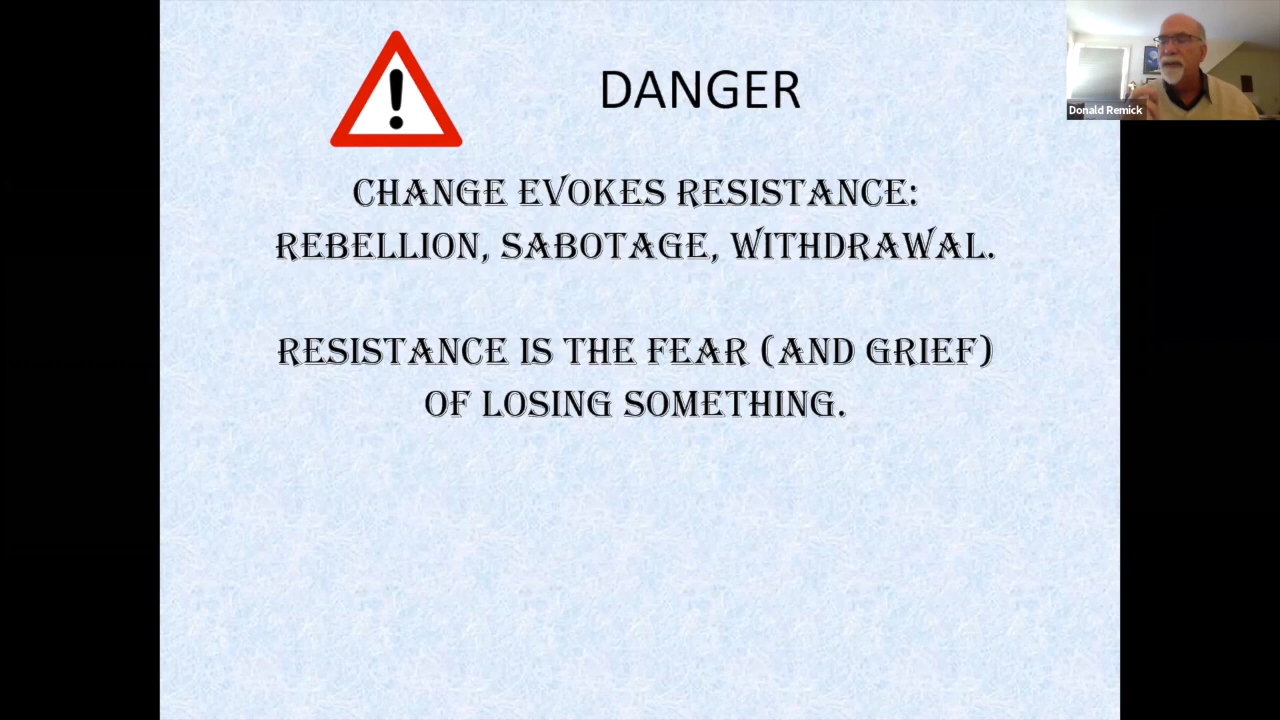 DANGER
CHANGE EVOKES RESISTANCE:
REBELLION, SABOTAGE, WITHDRAWAL.
RESISTANCE IS THE FEAR (AND GRIEF)
OF LOSING SOMETHING.
Donald Remick